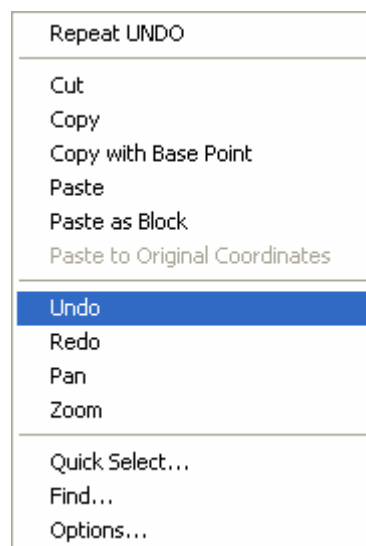 Repeat UNDO
Cut
Copy
Copy with Base Point
Paste
Paste as Block
Paste to Original Coordinates
Undo
Redo
Pan
Zoom
Quick Select...
Find...
Options...